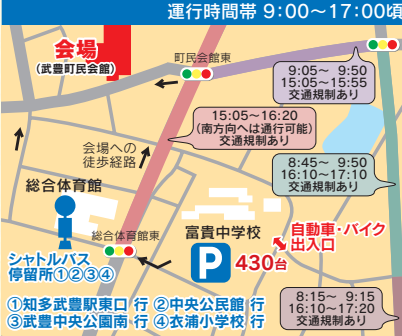 運行時間帯 9:00～17:00頃
会場
(武豊町民会館)
町民会館東
9:05～ 9:50
15:05～15:55
交通規制あり
15:05～16:20
(南方向へは通行可能)
交通規制あり
会場への
徒歩経路
8:45～ 9:50
16:10～17:10
交通規制あり
総合体育館
総合体育館東
富貴中学校
自動車・バイク
出入口
P 430台
シャトルバス
停留所①②③④
①知多武豊駅東口 行 ②中央公民館 行
③武豊中央公園南 行 ④衣浦小学校 行
8:15～ 9:15
16:10～17:20
交通規制あり